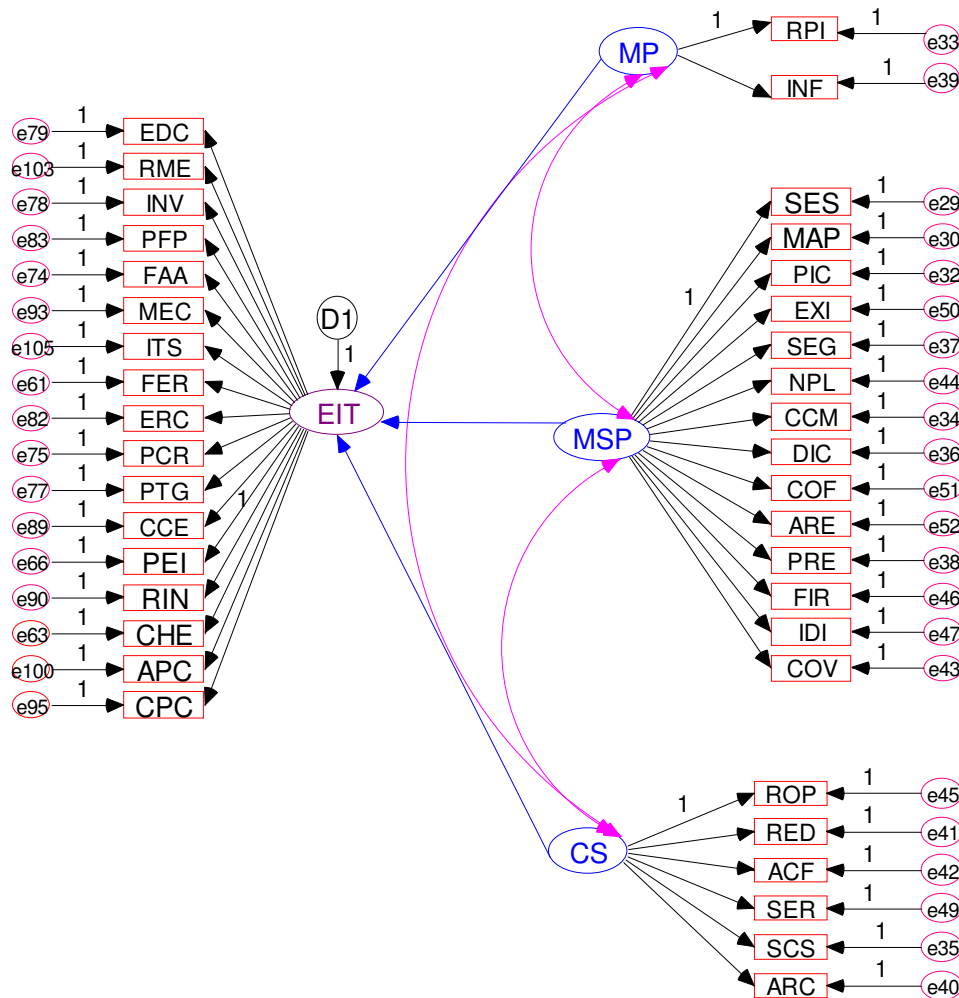 MP
1
RPI
1
e33
INF
1
e39
e79
1
EDC
e103
1
RME
e78
1
INV
e83
1
PFP
e74
1
FAA
e93
1
MEC
e105
1
ITS
e61
1
FER
e82
1
ERC
e75
1
PCR
e77
1
PTG
e89
1
CCE
e66
1
PEI
e90
1
RIN
e63
1
CHE
e100
1
APC
e95
1
CPC
1
D1
1
EIT
MSP
1
SES
1
e29
MAP
1
e30
PIC
1
e32
EXI
1
e50
SEG
1
e37
NPL
1
e44
CCM
1
e34
DIC
1
e36
COF
1
e51
ARE
1
e52
PRE
1
e38
FIR
1
e46
IDI
1
e47
COV
1
e43
CS
1
ROP
1
e45
RED
1
e41
ACF
1
e42
SER
1
e49
SCS
1
e35
ARC
1
e40